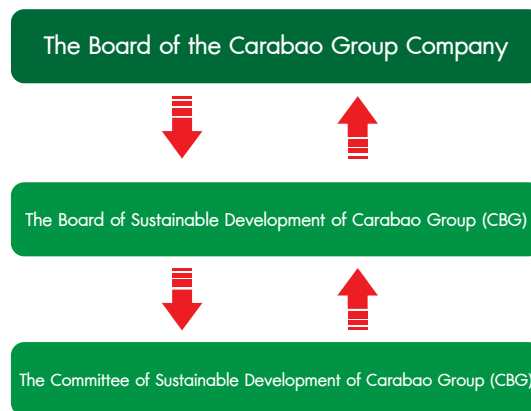 The Board of the Carabao Group Company
The Board of Sustainable Development of Carabao Group (CBG)
The Committee of Sustainable Development of Carabao Group (CBG)